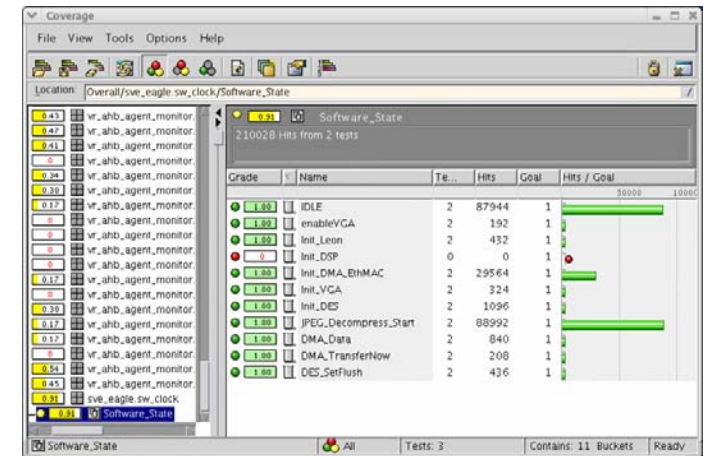 Coverage
File View Tools Options Help
Location: Overall/sve_eagle.sw_clock/Software_State
0.43 vr_ahb_agent_monitor.
0.47 vr_ahb_agent_monitor.
0.41 vr_ahb_agent_monitor.
0 vr_ahb_agent_monitor.
0.34 vr_ahb_agent_monitor.
0.30 vr_ahb_agent_monitor.
0.17 vr_ahb_agent_monitor.
0 vr_ahb_agent_monitor.
0 vr_ahb_agent_monitor.
0 vr_ahb_agent_monitor.
0 vr_ahb_agent_monitor.
0.17 vr_ahb_agent_monitor.
0 vr_ahb_agent_monitor.
0.30 vr_ahb_agent_monitor.
0.17 vr_ahb_agent_monitor.
0.17 vr_ahb_agent_monitor.
0 vr_ahb_agent_monitor.
0.54 vr_ahb_agent_monitor.
0.45 vr_ahb_agent_monitor.
0.91 sve_eagle.sw_clock
0.91 Software_State
0.91 Software_State
210028 Hits from 2 tests
Grade Name Te... Hits Goal Hits / Goal
50000 1000
1.00 IDLE 2 87944 1
1.00 enableVGA 2 192 1
1.00 Init_Leon 2 432 1
0 Init_DSP 0 0 1
1.00 Init_DMA_EthMAC 2 29564 1
1.00 Init_VGA 2 324 1
1.00 Init_DES 2 1096 1
1.00 JPEG_Decompress_Start 2 88992 1
1.00 DMA_Data 2 840 1
1.00 DMA_TransferNow 2 208 1
1.00 DES_SetFlush 2 436 1
Software_State All Tests: 3 Contains: 11 Buckets Ready